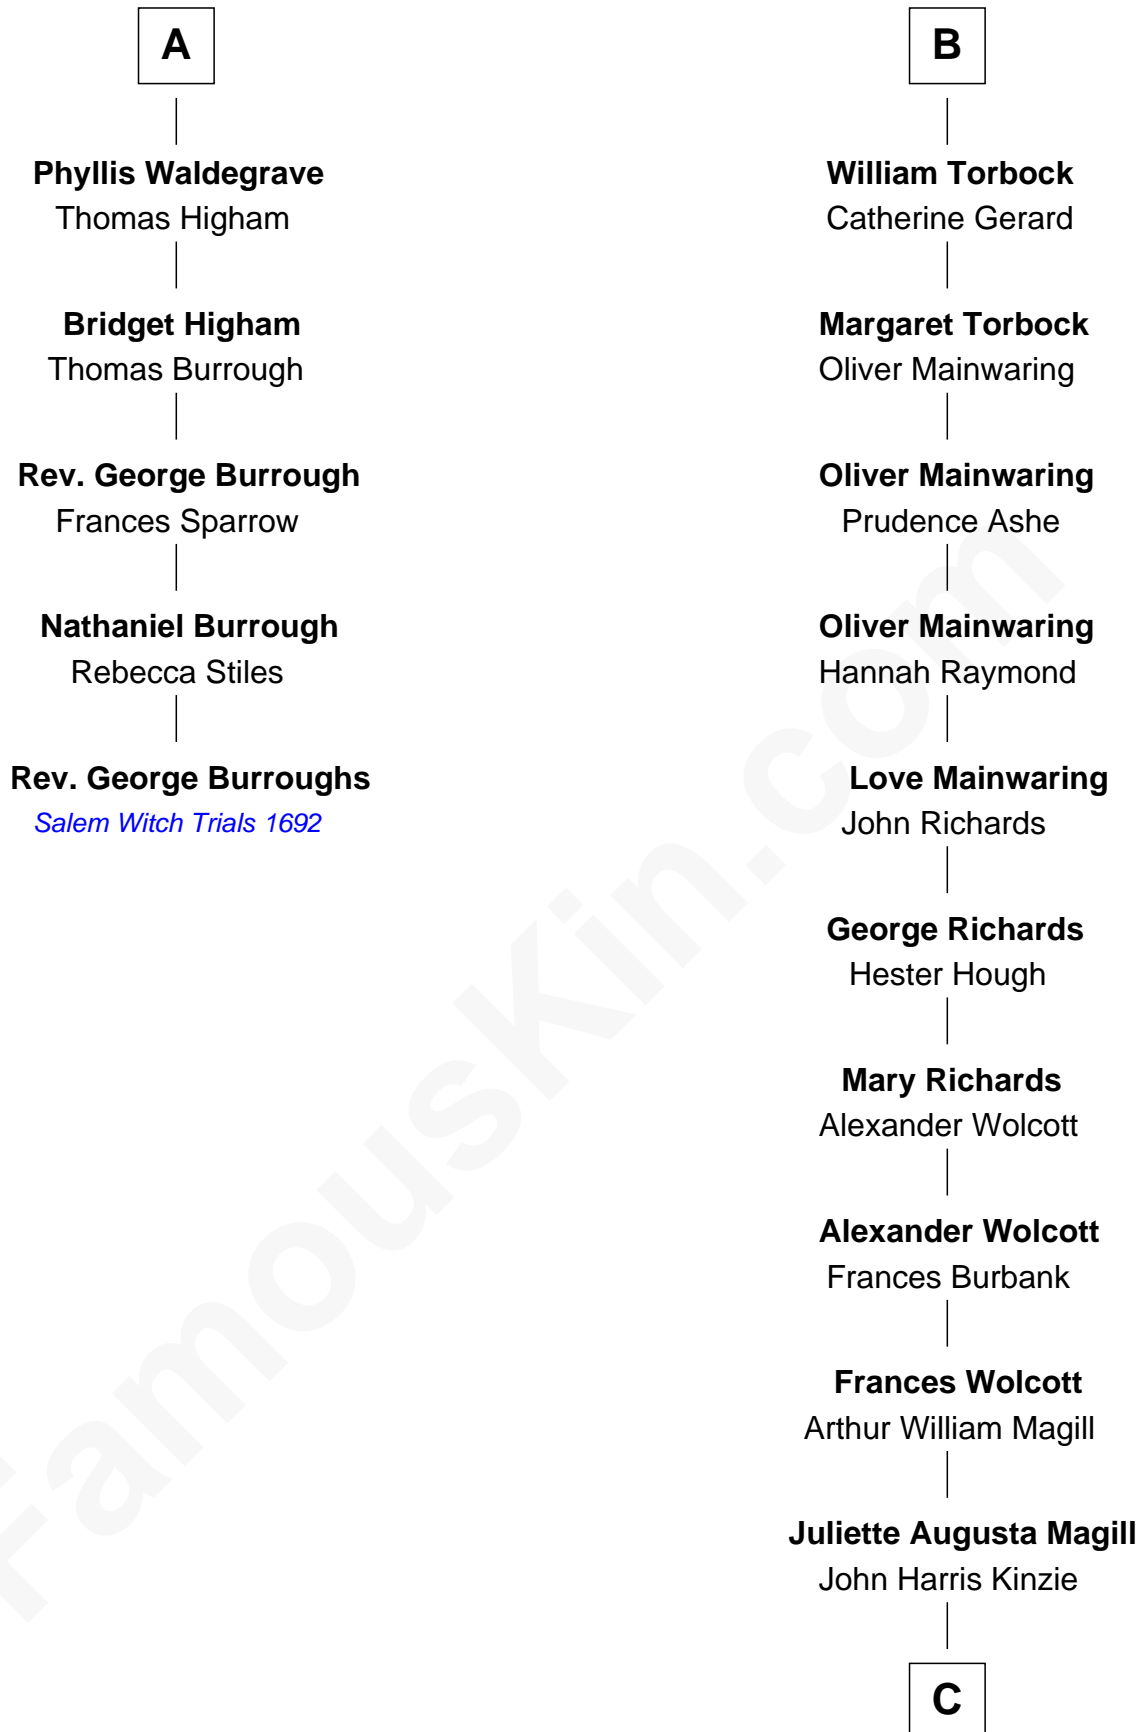 A
Phyllis Waldegrave
Thomas Higham
Bridget Higham
Thomas Burrough
Rev. George Burrough
Frances Sparrow
Nathaniel Burrough
Rebecca Stiles
Rev. George Burroughs
Salem Witch Trials 1692
B
William Torbock
Catherine Gerard
Margaret Torbock
Oliver Mainwaring
Oliver Mainwaring
Prudence Ashe
Oliver Mainwaring
Hannah Raymond
Love Mainwaring
John Richards
George Richards
Hester Hough
Mary Richards
Alexander Wolcott
Alexander Wolcott
Frances Burbank
Frances Wolcott
Arthur William Magill
Juliette Augusta Magill
John Harris Kinzie
C
FamousKin.com